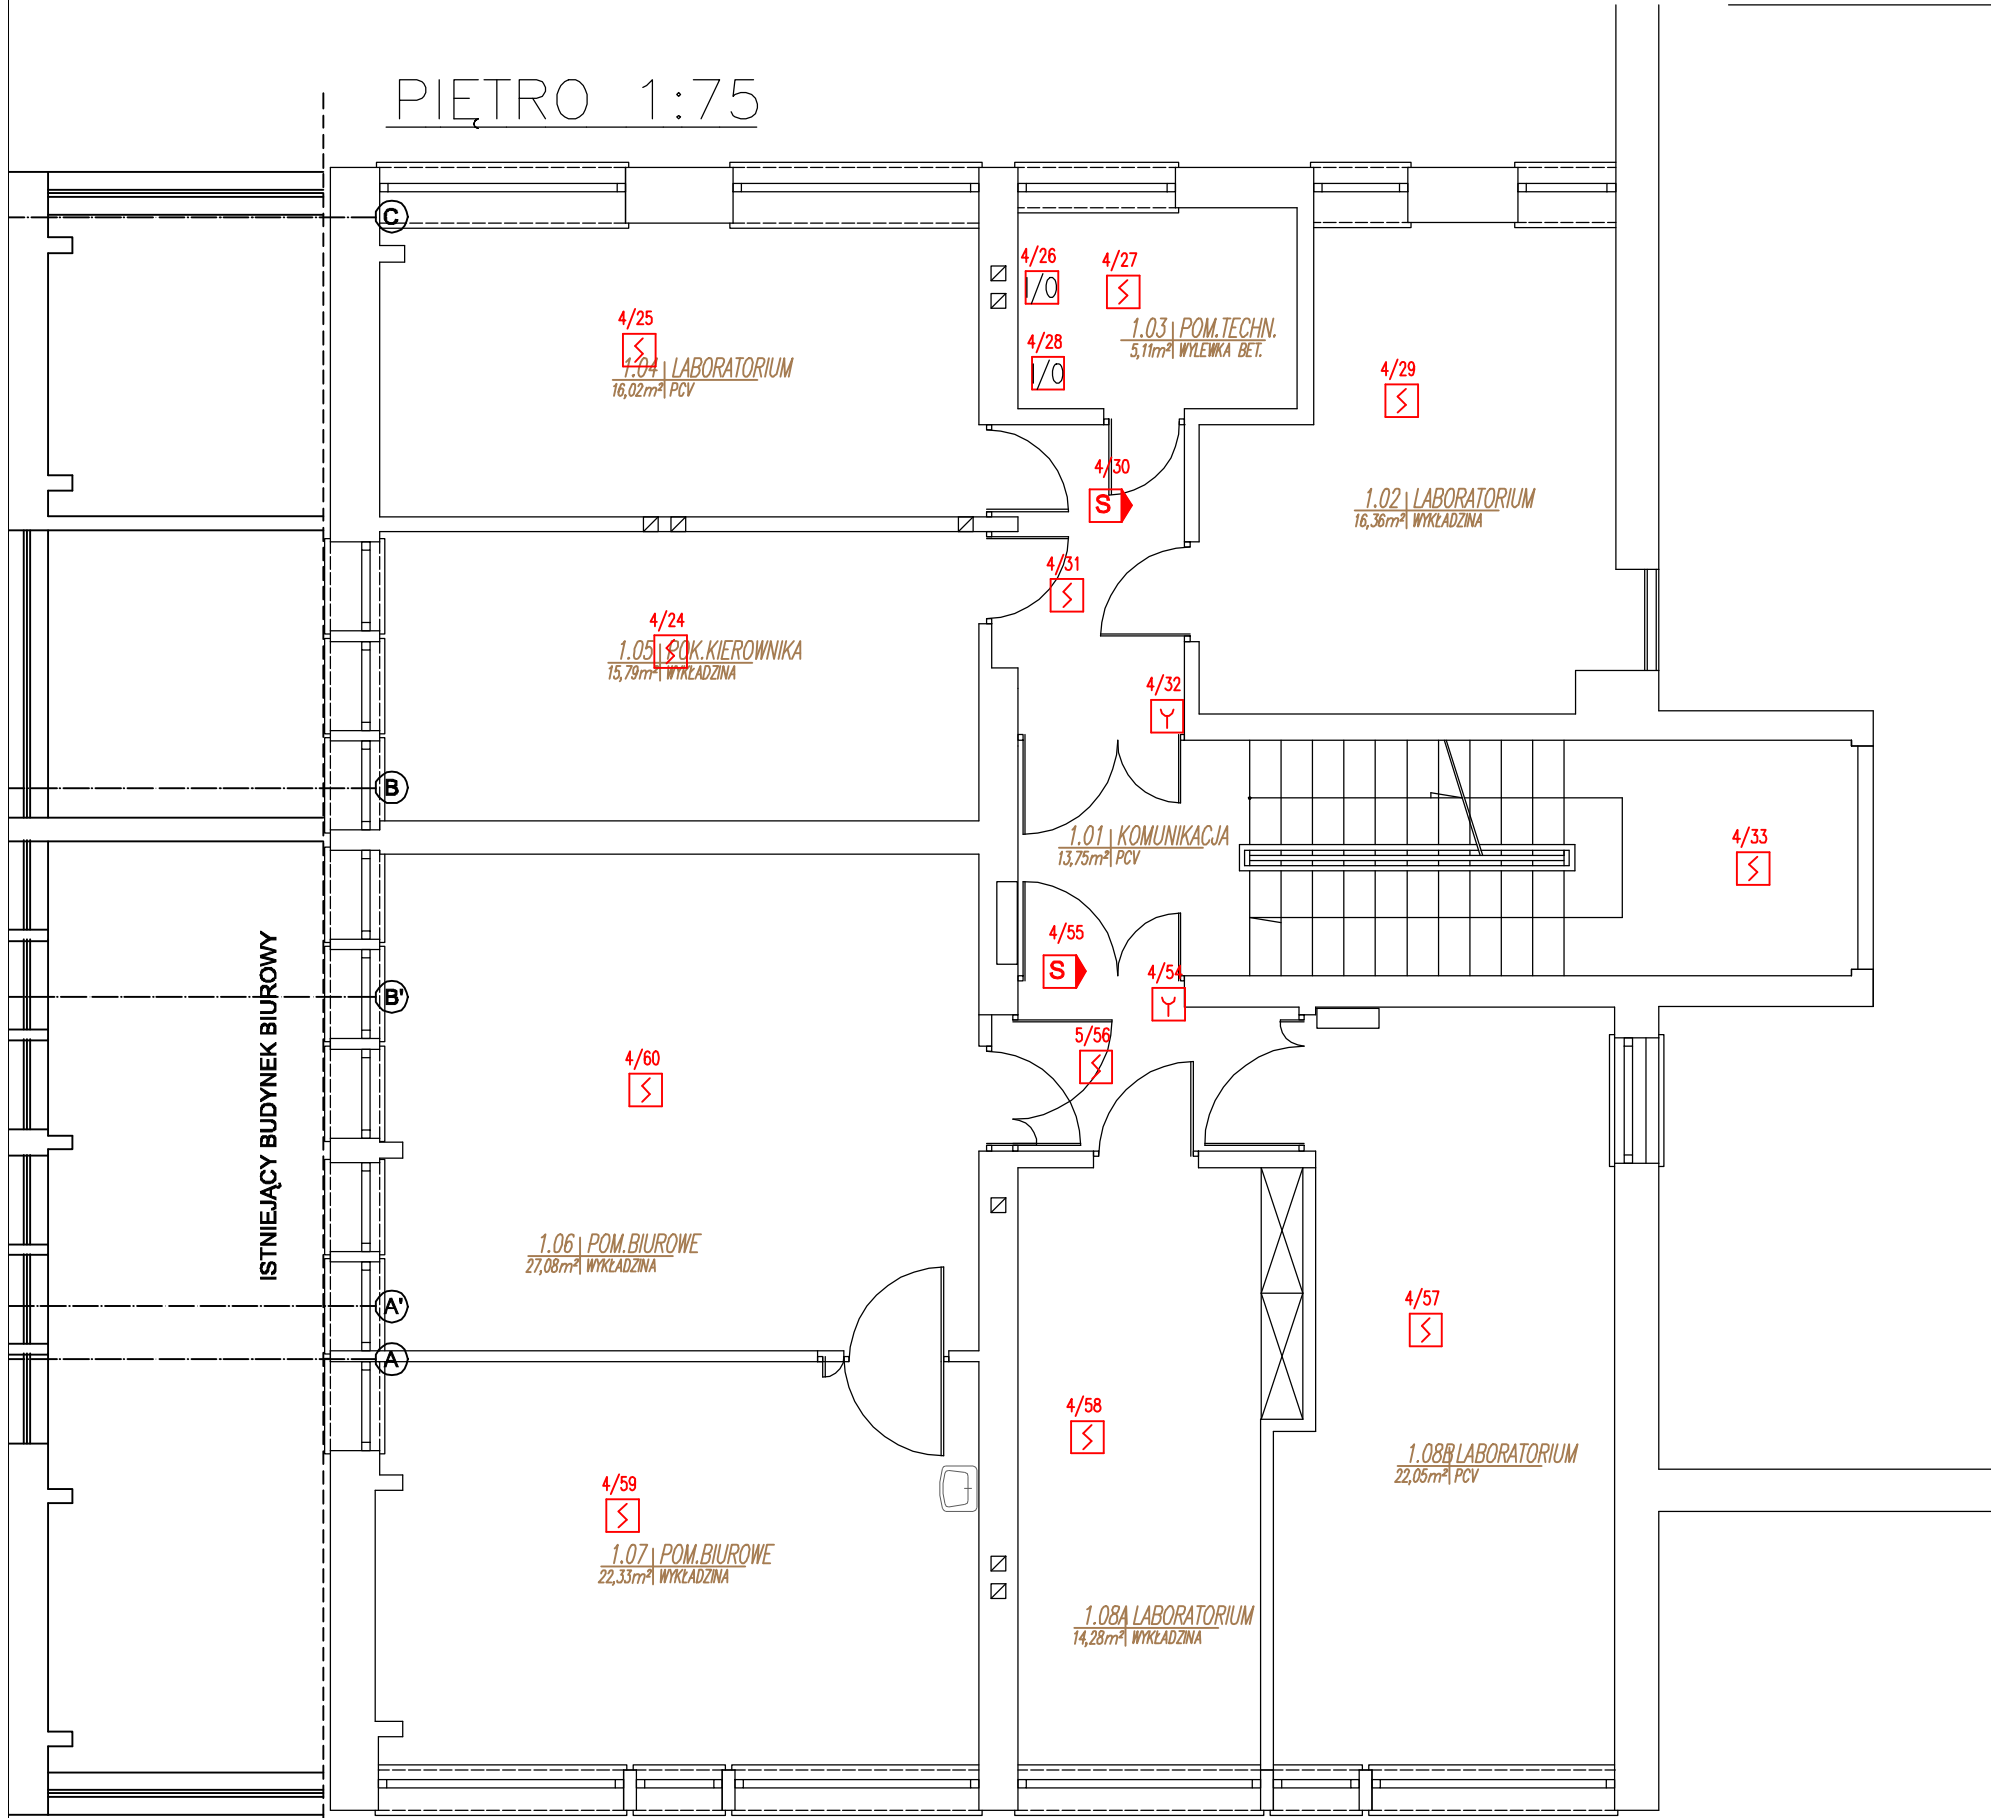 PIĘTRO 1:75
C
4/26
4/27
4/25
1.03 POM.TECHN.
5,11m² WYLEWKA BET.
4/28
1.04 LABORATORIUM
16,02m² PCV
4/29
4/30
S
1.02 LABORATORIUM
16,36m² WYKŁADZINA
4/31
4/24
1.05 POK.KIEROWNIKA
15,79m² WYKŁADZINA
4/32
B
1.01 KOMUNIKACJA
13,75m² PCV
4/33
4/55
S
4/54
B'
ISTNIEJĄCY BUDYNEK BIUROWY
5/56
4/60
1.06 POM.BIUROWE
27,08m² WYKŁADZINA
A'
4/57
A
4/58
1.08B LABORATORIUM
22,05m² PCV
4/59
1.07 POM.BIUROWE
22,33m² WYKŁADZINA
1.08A LABORATORIUM
14,28m² WYKŁADZINA